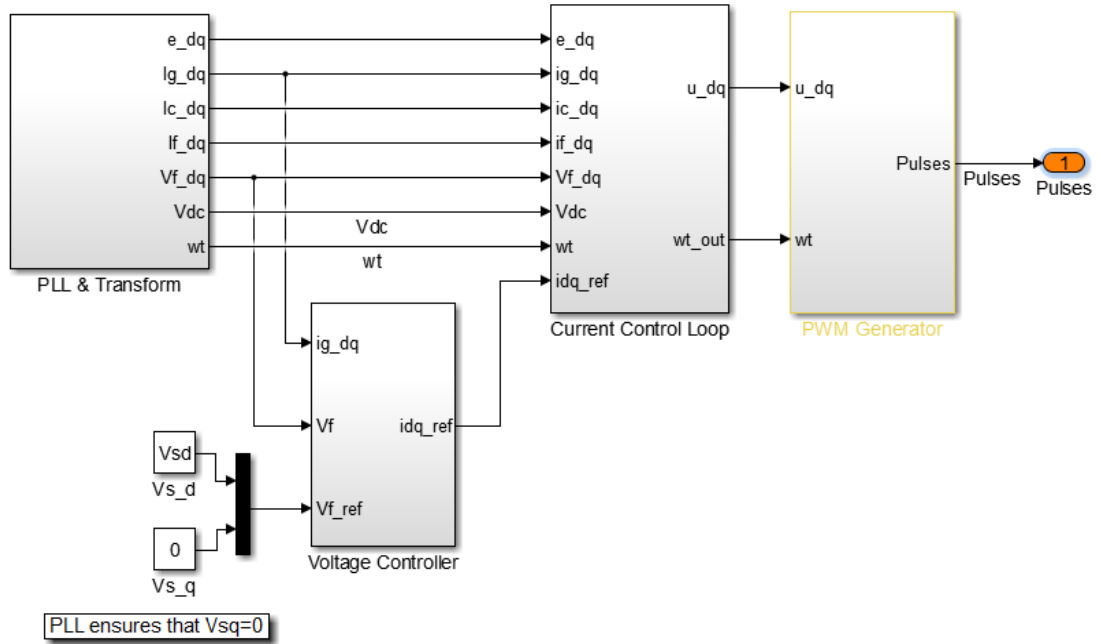 e_dq
Ig_dq
Ic_dq
If_dq
Vf_dq
Vdc
wt
PLL & Transform
Vdc
wt
e_dq
ig_dq
ic_dq
if_dq
Vf_dq
Vdc
wt
idq_ref
u_dq
wt_out
Current Control Loop
u_dq
wt
Pulses
PWM Generator
Pulses
1
Pulses
ig_dq
Vf
Vf_ref
idq_ref
Voltage Controller
Vsd
Vs_d
0
Vs_q
PLL ensures that Vsq=0